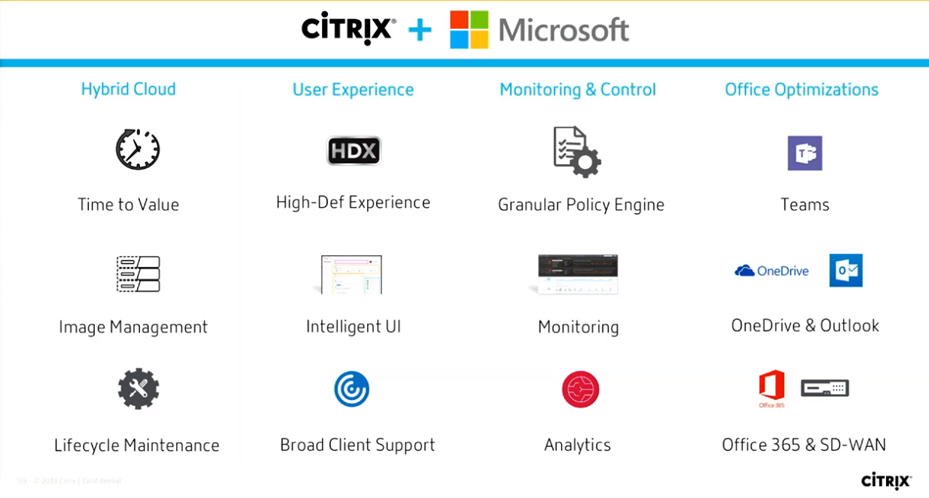 CITRIX® + Microsoft
Hybrid Cloud
User Experience
Monitoring & Control
Office Optimizations
HDX
Time to Value
High-Def Experience
Granular Policy Engine
Teams
OneDrive
Image Management
Intelligent UI
Monitoring
OneDrive & Outlook
Office 365
Lifecycle Maintenance
Broad Client Support
Analytics
Office 365 & SD-WAN
Citrix | Confidential
CITRIX